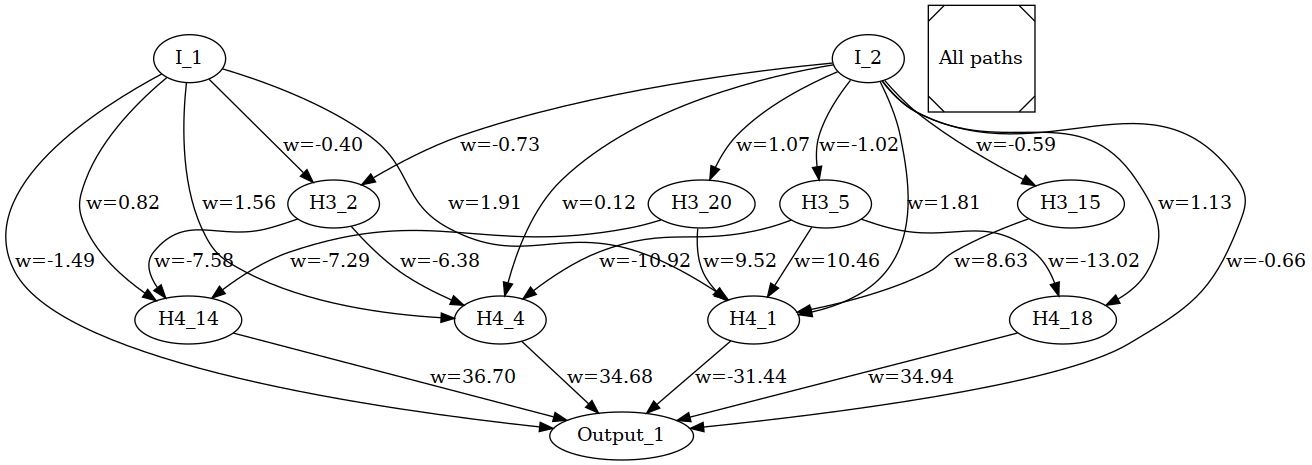 I_1
I_2
All paths
w=-0.40
w=-0.73
w=1.07
w=-1.02
w=-0.59
w=0.82
w=1.56
H3_2
w=1.91
w=0.12
H3_20
H3_5
w=1.81
H3_15
w=1.13
w=-1.49
w=-7.58
w=-7.29
w=-6.38
w=-10.92
w=9.52
w=10.46
w=8.63
w=-13.02
w=-0.66
H4_14
H4_4
H4_1
H4_18
w=36.70
w=34.68
w=-31.44
w=34.94
Output_1